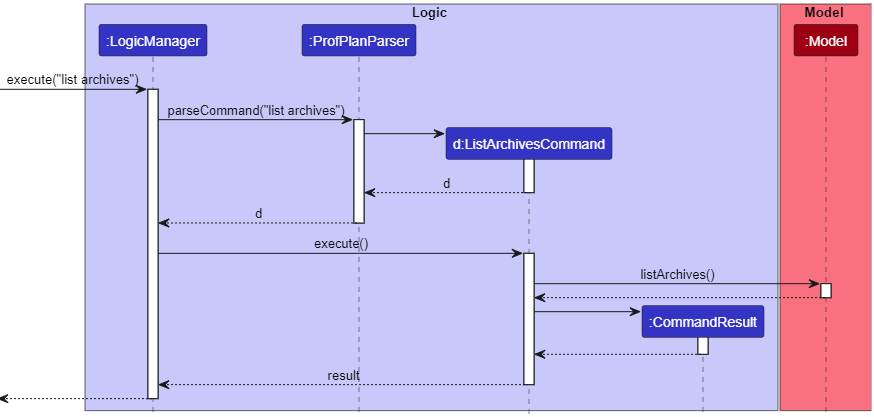 Logic
Model
:LogicManager
:ProfPlanParser
:Model
execute("list archives")
parseCommand("list archives")
d:ListArchivesCommand
d
d
execute()
listArchives()
:CommandResult
result